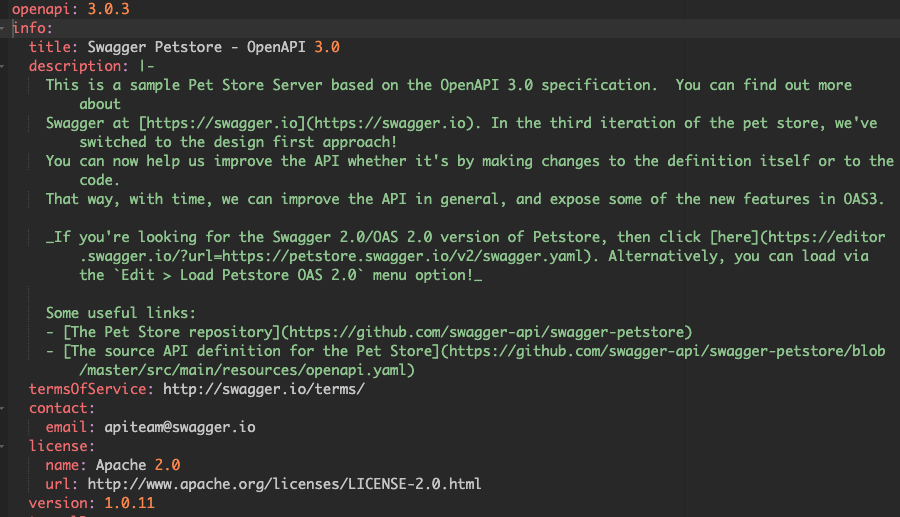 openapi: 3.0.3
info:
title: Swagger Petstore - OpenAPI 3.0
description: |-
This is a sample Pet Store Server based on the OpenAPI 3.0 specification.  You can find out more
about
Swagger at [https://swagger.io](https://swagger.io). In the third iteration of the pet store, we've
switched to the design first approach!
You can now help us improve the API whether it's by making changes to the definition itself or to the
code.
That way, with time, we can improve the API in general, and expose some of the new features in OAS3.
_If you're looking for the Swagger 2.0/OAS 2.0 version of Petstore, then click [here](https://editor
.swagger.io/?url=https://petstore.swagger.io/v2/swagger.yaml). Alternatively, you can load via
the `Edit > Load Petstore OAS 2.0` menu option!_
Some useful links:
- [The Pet Store repository](https://github.com/swagger-api/swagger-petstore)
- [The source API definition for the Pet Store](https://github.com/swagger-api/swagger-petstore/blob
/master/src/main/resources/openapi.yaml)
termsOfService: http://swagger.io/terms/
contact:
email: apiteam@swagger.io
license:
name: Apache 2.0
url: http://www.apache.org/licenses/LICENSE-2.0.html
version: 1.0.11